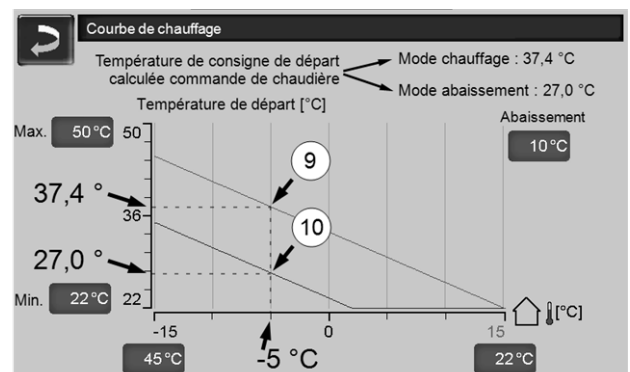 Courbe de chauffage
Température de consigne de départ
calculée commande de chaudière
Mode chauffage : 37,4 °C
Mode abaissement : 27,0 °C
Température de départ [°C]
Abaissement
10°C
Max. 50°C 50
9
37,4 °
36
10
27,0 °
Min. 22°C 22
[°C]
-15 0 15
45°C -5 °C 22°C